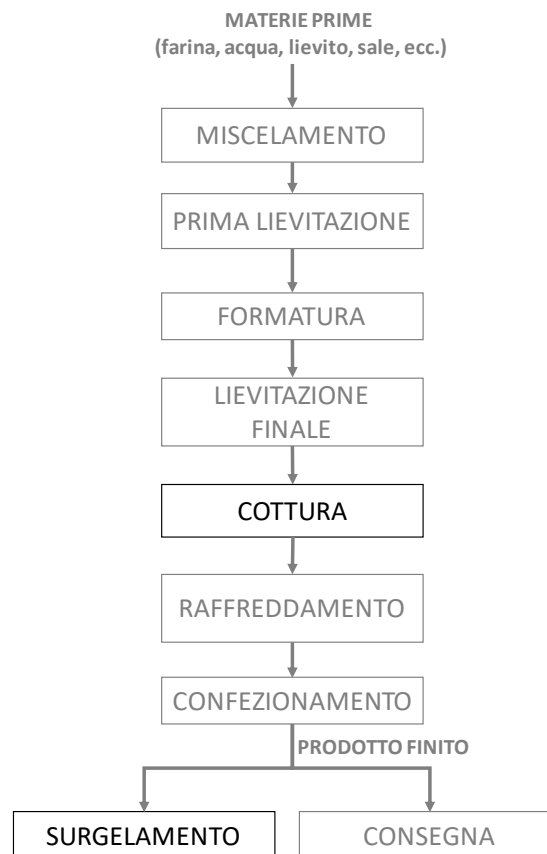 MATERIE PRIME
(farina, acqua, lievito, sale, ecc.)
MISCELAMENTO
PRIMA LIEVITAZIONE
FORMATURA
LIEVITAZIONE
FINALE
COTTURA
RAFFREDDAMENTO
CONFEZIONAMENTO
PRODOTTO FINITO
SURGELAMENTO
CONSEGNA